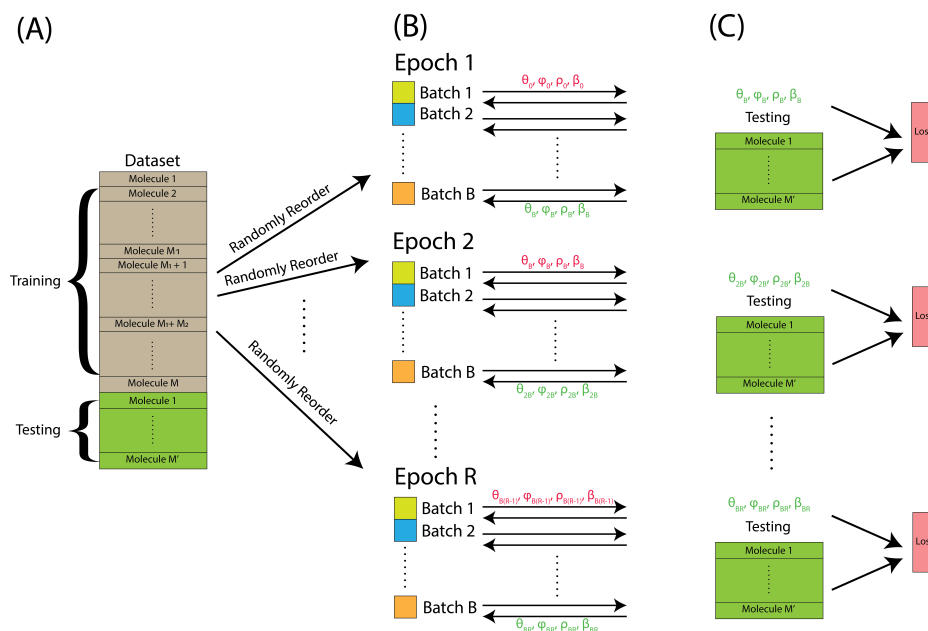 (A)
Dataset
Molecule 1
Molecule 2
Molecule M₁
Molecule M₁ + 1
Molecule M₁+ M₂
Molecule M
Molecule 1
Molecule M'
Training
Testing
Randomly Reorder
Randomly Reorder
Randomly Reorder
(B)
Epoch 1
Batch 1
Batch 2
Batch B
θ₀, φ₀, ρ₀, β₀
θ_B, φ_B, ρ_B, β_B
Epoch 2
Batch 1
Batch 2
Batch B
θ_B, φ_B, ρ_B, β_B
θ_2B, φ_2B, ρ_2B, β_2B
Epoch R
Batch 1
Batch 2
Batch B
θ_B(R-1), φ_B(R-1), ρ_B(R-1), β_B(R-1)
θ_BR, φ_BR, ρ_BR, β_BR
(C)
θ_B, φ_B, ρ_B, β_B
Testing
Molecule 1
Molecule M'
Los
θ_2B, φ_2B, ρ_2B, β_2B
Testing
Molecule 1
Molecule M'
Los
θ_BR, φ_BR, ρ_BR, β_BR
Testing
Molecule 1
Molecule M'
Los